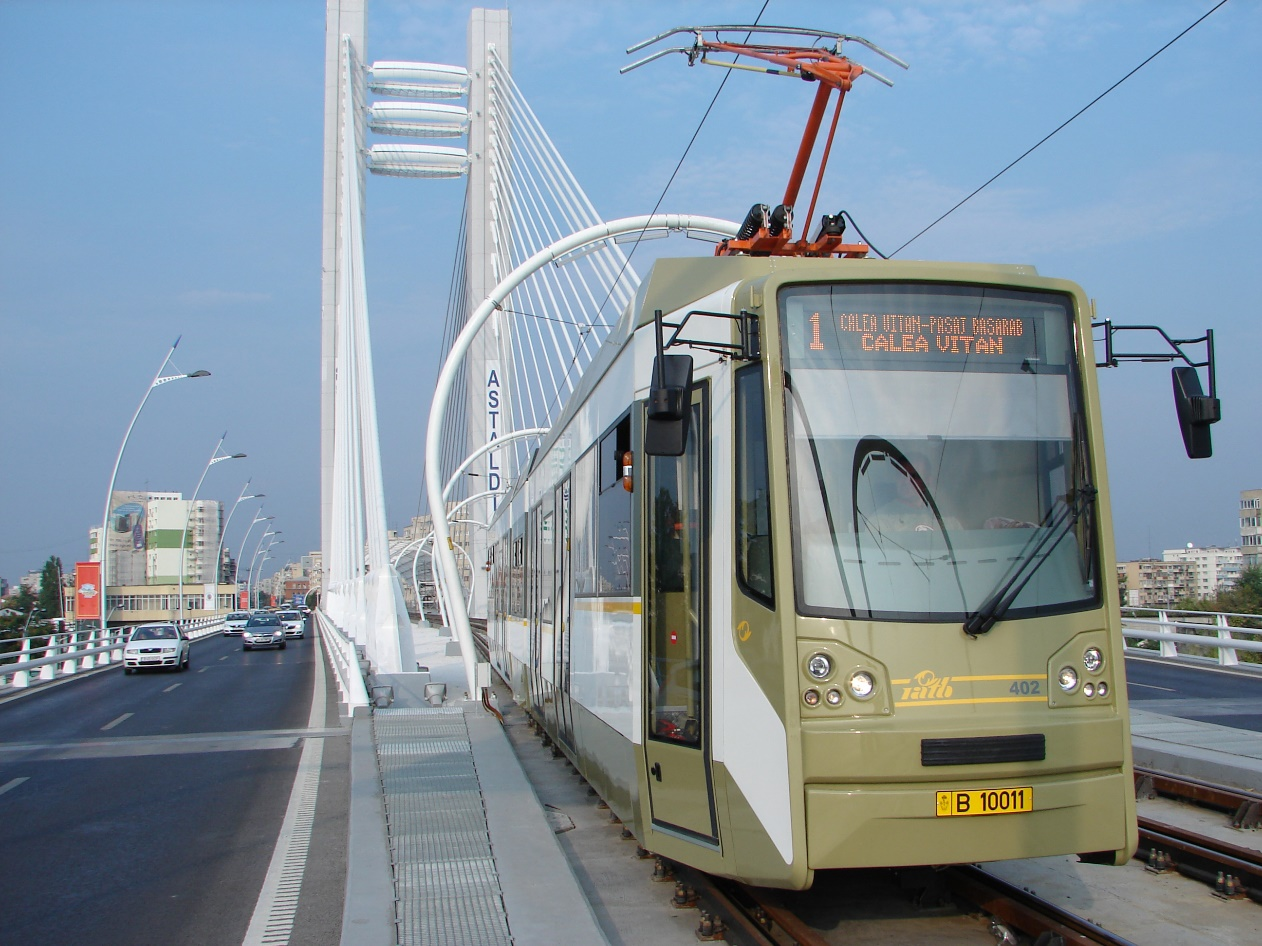 1
CALEA VITAN-PASAJ BASARAB
CALEA VITAN
ASTALDI
ratb
402
B 10011